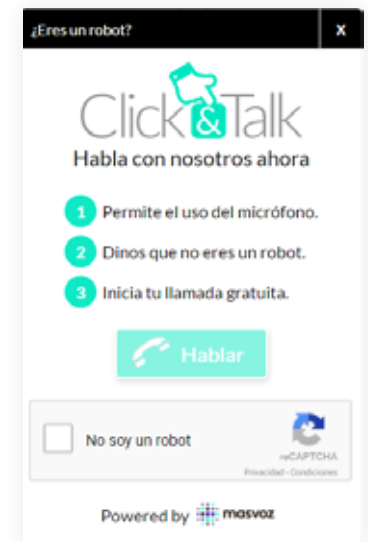 ¿Eres un robot? x
Click&Talk
Habla con nosotros ahora
1 Permite el uso del micrófono.
2 Dinos que no eres un robot.
3 Inicia tu llamada gratuita.
Hablar
No soy un robot
reCAPTCHA
Privacidad - Condiciones
Powered by masvoz